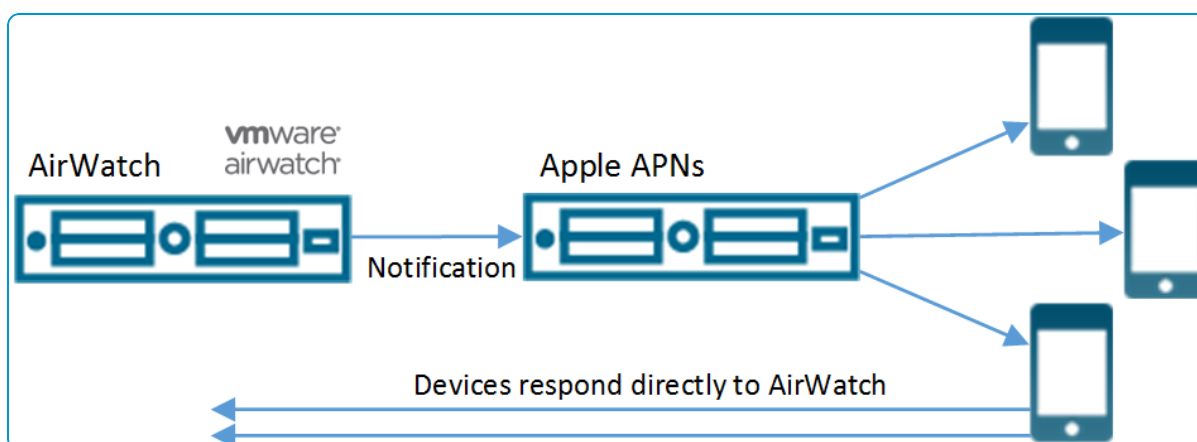 vmware
airwatch
AirWatch
Apple APNs
Notification
Devices respond directly to AirWatch